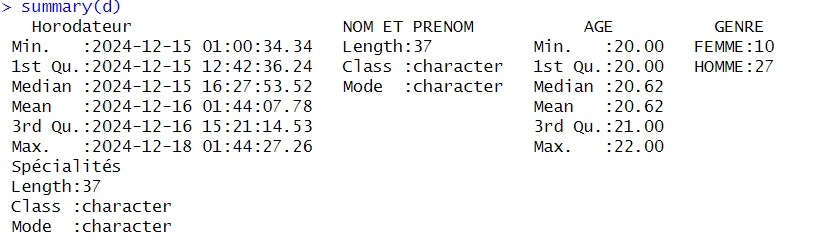 > summary(d)
   Horodateur                     NOM ET PRENOM           AGE          GENRE
 Min.   :2024-12-15 01:00:34.34   Length:37          Min.   :20.00   FEMME:10
 1st Qu.:2024-12-15 12:42:36.24   Class :character   1st Qu.:20.00   HOMME:27
 Median :2024-12-15 16:27:53.52   Mode  :character   Median :20.62
 Mean   :2024-12-16 01:44:07.78                      Mean   :20.62
 3rd Qu.:2024-12-16 15:21:14.53                      3rd Qu.:21.00
 Max.   :2024-12-18 01:44:27.26                      Max.   :22.00
 Spécialités
 Length:37
 Class :character
 Mode  :character